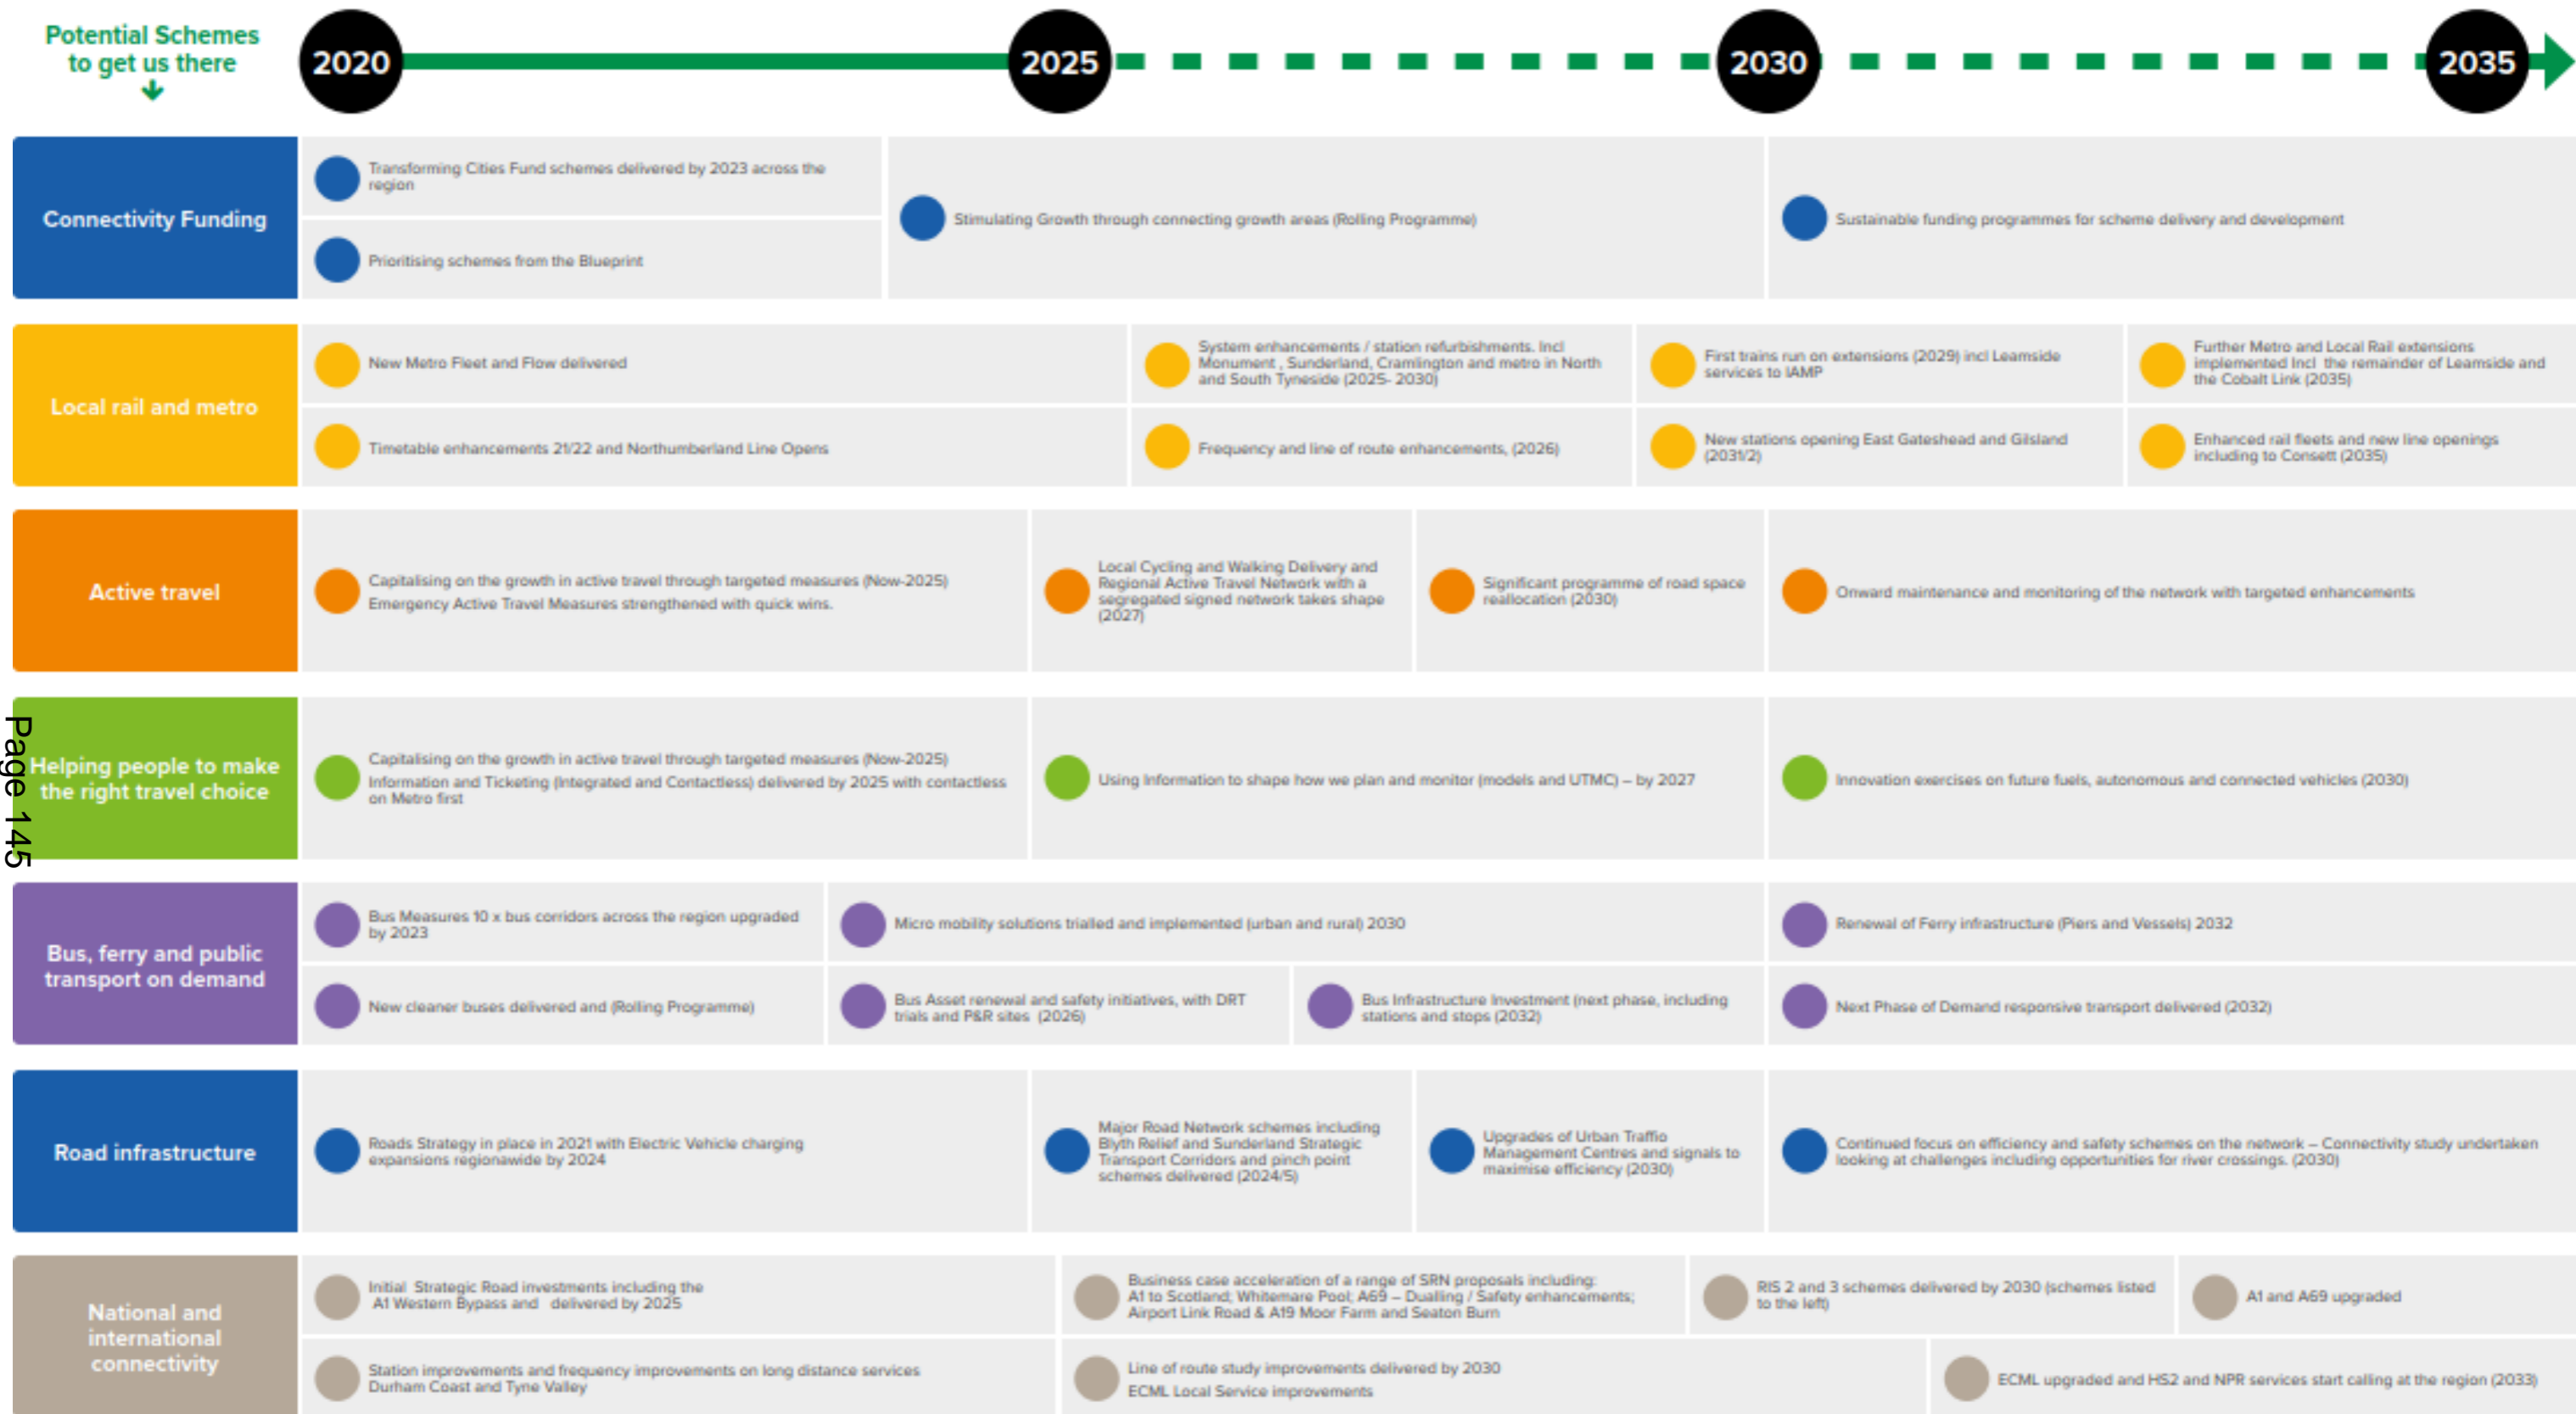 Potential Schemes
to get us there
2020
2025
2030
2035
Connectivity Funding
Transforming Cities Fund schemes delivered by 2023 across the
region
Prioritising schemes from the Blueprint
Stimulating Growth through connecting growth areas (Rolling Programme)
Sustainable funding programmes for scheme delivery and development
Local rail and metro
New Metro Fleet and Flow delivered
System enhancements / station refurbishments. Incl
Monument , Sunderland, Cramlington and metro in North
and South Tyneside (2025- 2030)
First trains run on extensions (2029) incl Leamside
services to IAMP
Further Metro and Local Rail extensions
implemented Incl the remainder of Leamside and
the Cobalt Link (2035)
Timetable enhancements 21/22 and Northumberland Line Opens
Frequency and line of route enhancements, (2026)
New stations opening East Gateshead and Gilsland
(2031/2)
Enhanced rail fleets and new line openings
including to Consett (2035)
Active travel
Capitalising on the growth in active travel through targeted measures (Now-2025)
Emergency Active Travel Measures strengthened with quick wins.
Local Cycling and Walking Delivery and
Regional Active Travel Network with a
segregated signed network takes shape
(2027)
Significant programme of road space
reallocation (2030)
Onward maintenance and monitoring of the network with targeted enhancements
Helping people to make
the right travel choice
Capitalising on the growth in active travel through targeted measures (Now-2025)
Information and Ticketing (Integrated and Contactless) delivered by 2025 with contactless
on Metro first
Using Information to shape how we plan and monitor (models and UTMC) – by 2027
Innovation exercises on future fuels, autonomous and connected vehicles (2030)
Page 145
Bus, ferry and public
transport on demand
Bus Measures 10 x bus corridors across the region upgraded
by 2023
Micro mobility solutions trialled and implemented (urban and rural) 2030
Renewal of Ferry infrastructure (Piers and Vessels) 2032
New cleaner buses delivered and (Rolling Programme)
Bus Asset renewal and safety initiatives, with DRT
trials and P&R sites (2026)
Bus Infrastructure Investment (next phase, including
stations and stops (2032)
Next Phase of Demand responsive transport delivered (2032)
Road infrastructure
Roads Strategy in place in 2021 with Electric Vehicle charging
expansions regionawide by 2024
Major Road Network schemes including
Blyth Relief and Sunderland Strategic
Transport Corridors and pinch point
schemes delivered (2024/5)
Upgrades of Urban Traffio
Management Centres and signals to
maximise efficiency (2030)
Continued focus on efficiency and safety schemes on the network – Connectivity study undertaken
looking at challenges including opportunities for river crossings. (2030)
National and
international
connectivity
Initial Strategic Road investments including the
A1 Western Bypass and delivered by 2025
Business case acceleration of a range of SRN proposals including:
A1 to Scotland; Whitemare Pool; A69 – Dualling / Safety enhancements;
Airport Link Road & A19 Moor Farm and Seaton Burn
RIS 2 and 3 schemes delivered by 2030 (schemes listed
to the left)
A1 and A69 upgraded
Station improvements and frequency improvements on long distance services
Durham Coast and Tyne Valley
Line of route study improvements delivered by 2030
ECML Local Service improvements
ECML upgraded and HS2 and NPR services start calling at the region (2033)